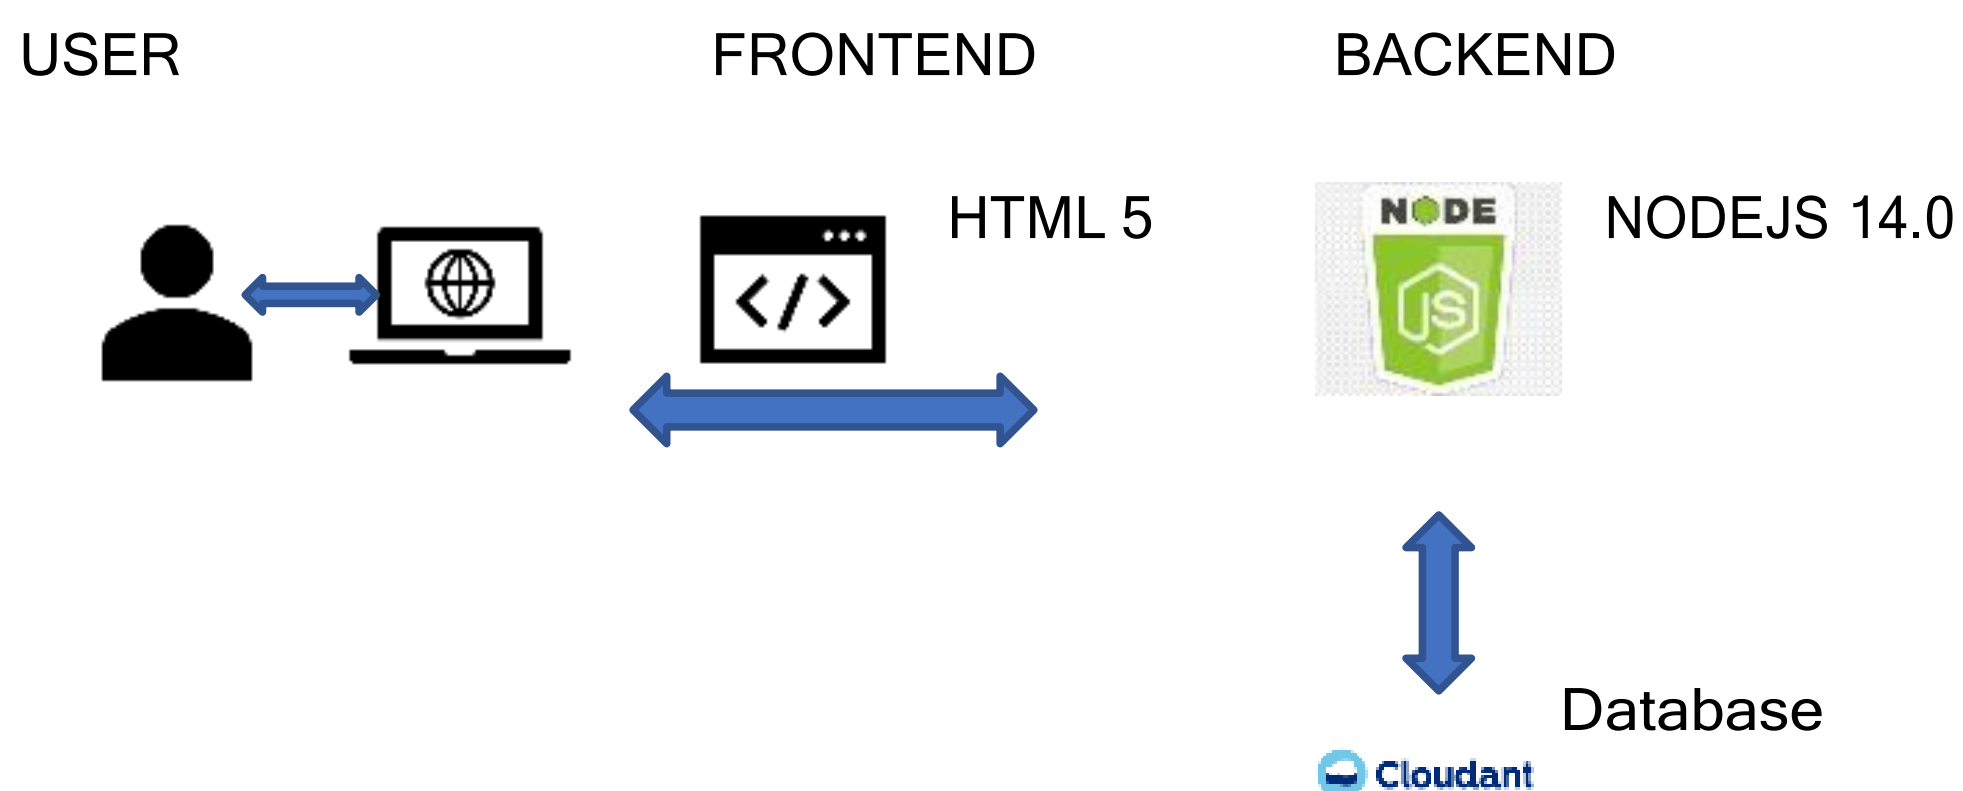 USER
FRONTEND
BACKEND
HTML 5
</>
NODE
JS
NODEJS 14.0
Database
Cloudant